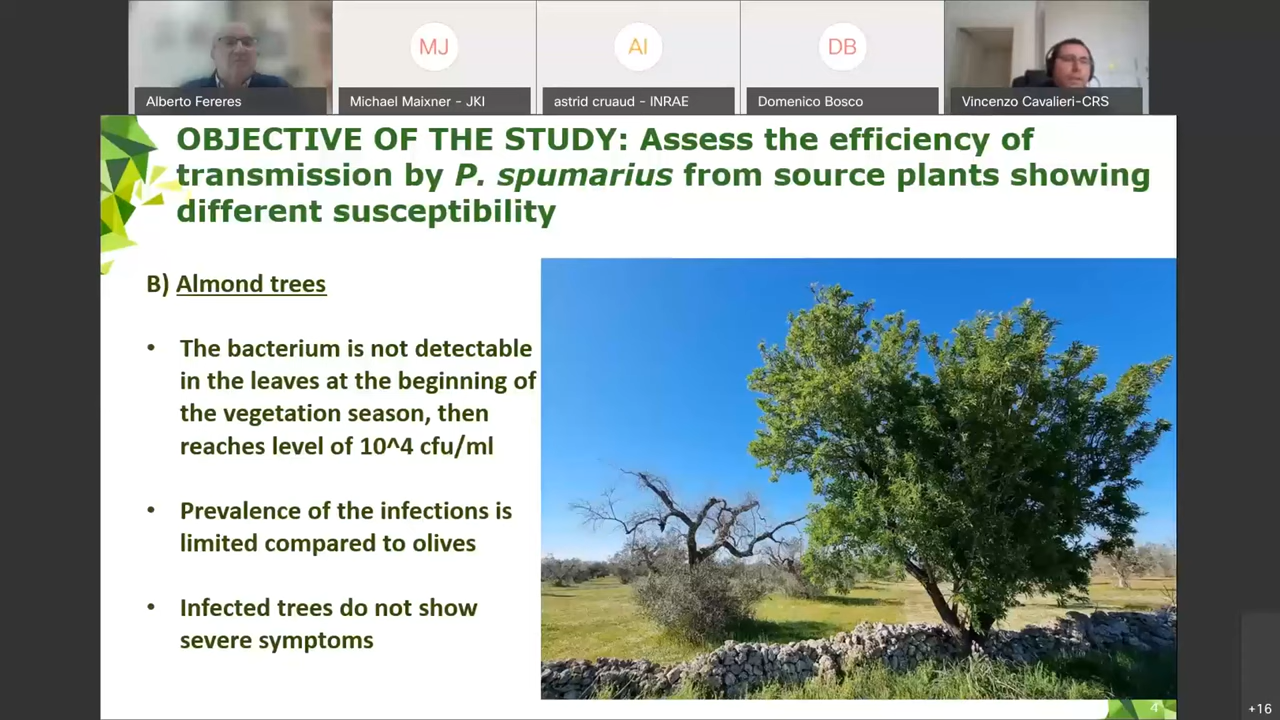 MJ
AI
DB
Alberto Fereres
Michael Maixner - JKI
astrid cruaud - INRAE
Domenico Bosco
Vincenzo Cavalieri-CRS
OBJECTIVE OF THE STUDY: Assess the efficiency of
transmission by P. spumarius from source plants showing
different susceptibility
B) Almond trees
• The bacterium is not detectable
in the leaves at the beginning of
the vegetation season, then
reaches level of 10^4 cfu/ml
• Prevalence of the infections is
limited compared to olives
• Infected trees do not show
severe symptoms
4
+16